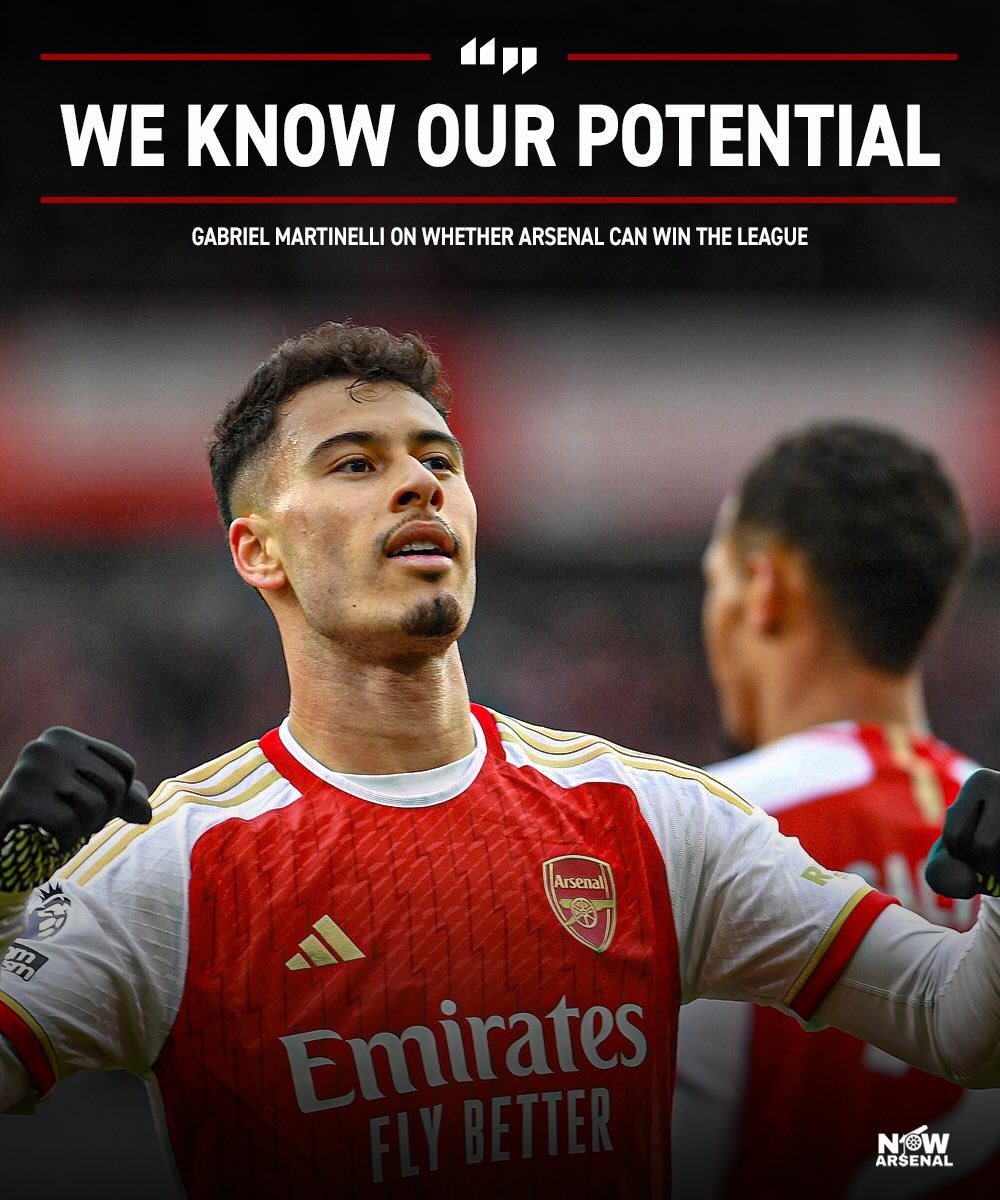 WE KNOW OUR POTENTIAL
GABRIEL MARTINELLI ON WHETHER ARSENAL CAN WIN THE LEAGUE
Arsenal
Emirates
FLY BETTER
NOW
ARSENAL